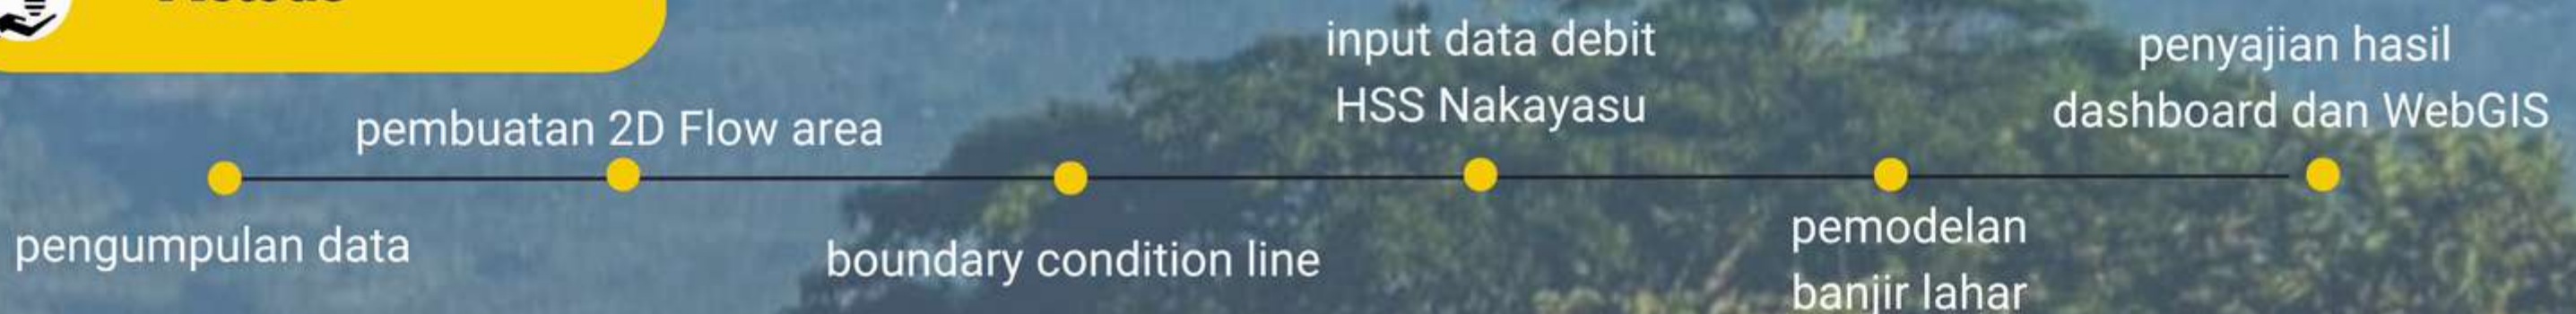 pengumpulan data
pembuatan 2D Flow area
boundary condition line
input data debit
HSS Nakayasu
pemodelan
banjir lahar
penyajian hasil
dashboard dan WebGIS